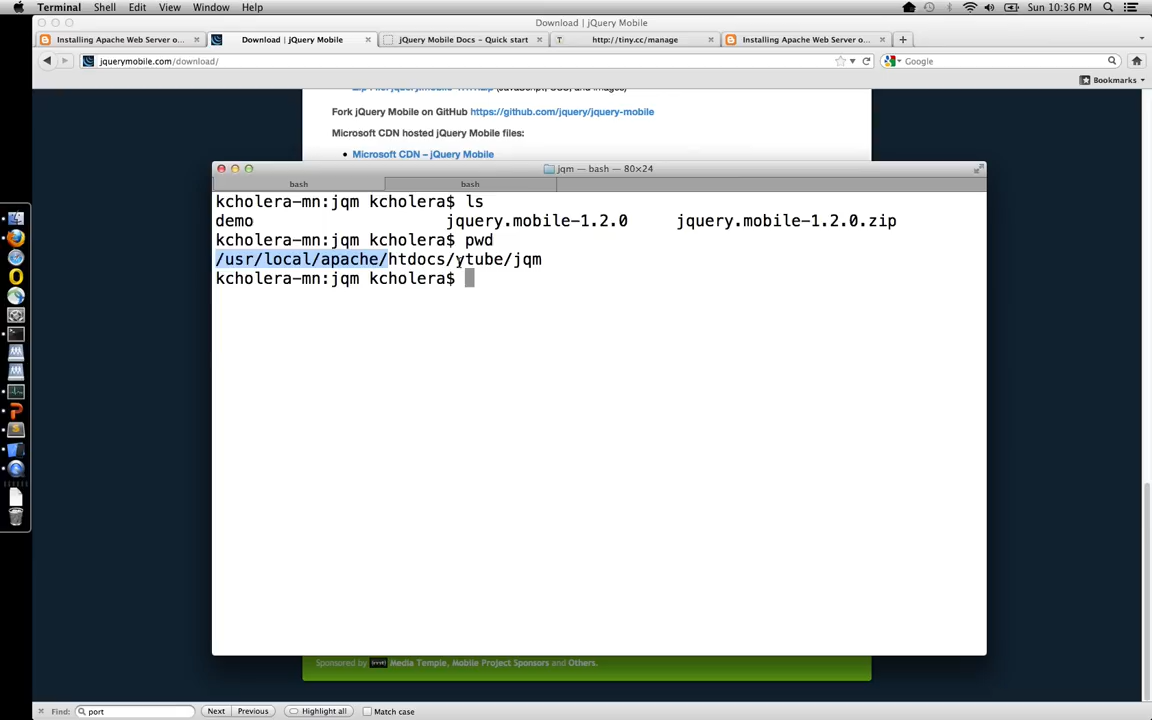 Terminal Shell Edit View Window Help Sun 10:36 PM
Download | jQuery Mobile
Installing Apache Web Server o... Download | jQuery Mobile jQuery Mobile Docs - Quick start http://tiny.cc/manage Installing Apache Web Server o...
jquerymobile.com/download/ Google
Bookmarks
Fork jQuery Mobile on GitHub https://github.com/jquery/jquery-mobile
Microsoft CDN hosted jQuery Mobile files:
• Microsoft CDN – jQuery Mobile
jqm — bash — 80×24
bash bash
kcholera-mn:jqm kcholera$ ls
demo jquery.mobile-1.2.0 jquery.mobile-1.2.0.zip
kcholera-mn:jqm kcholera$ pwd
/usr/local/apache/htdocs/ytube/jqm
kcholera-mn:jqm kcholera$
Sponsored by Media Temple, Mobile Project Sponsors and Others.
Find: port Next Previous Highlight all Match case